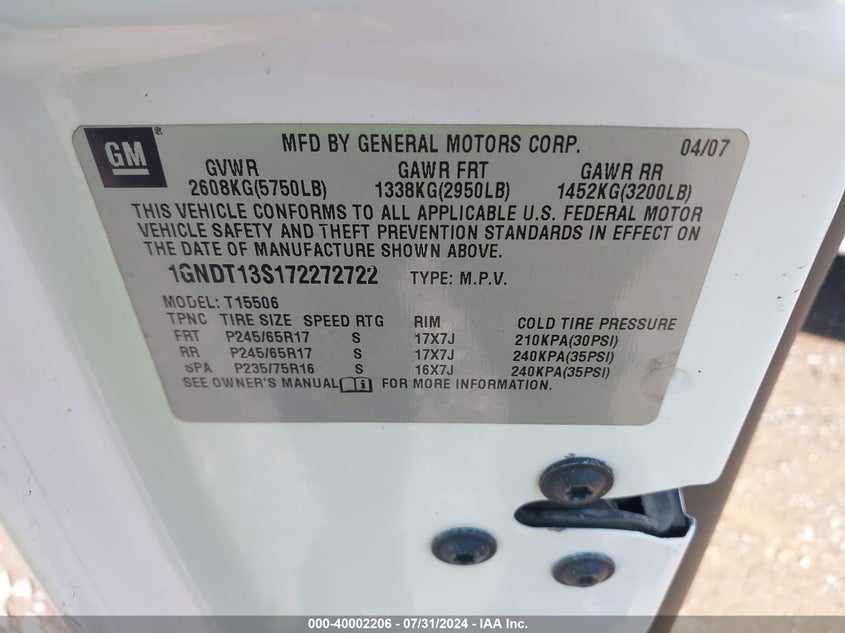 GM ®
MFD BY GENERAL MOTORS CORP. 04/07
GVWR GAWR FRT GAWR RR
2608KG(5750LB) 1338KG(2950LB) 1452KG(3200LB)
THIS VEHICLE CONFORMS TO ALL APPLICABLE U.S. FEDERAL MOTOR
VEHICLE SAFETY AND THEFT PREVENTION STANDARDS IN EFFECT ON
THE DATE OF MANUFACTURE SHOWN ABOVE.
1GNDT13S172272722 TYPE: M.P.V.
MODEL: T15506
TPNC TIRE SIZE SPEED RTG RIM COLD TIRE PRESSURE
FRT P245/65R17 S 17X7J 210KPA(30PSI)
RR P245/65R17 S 17X7J 240KPA(35PSI)
SPA P235/75R16 S 16X7J 240KPA(35PSI)
SEE OWNER'S MANUAL FOR MORE INFORMATION.
000-40002206 - 07/31/2024 - IAA Inc.